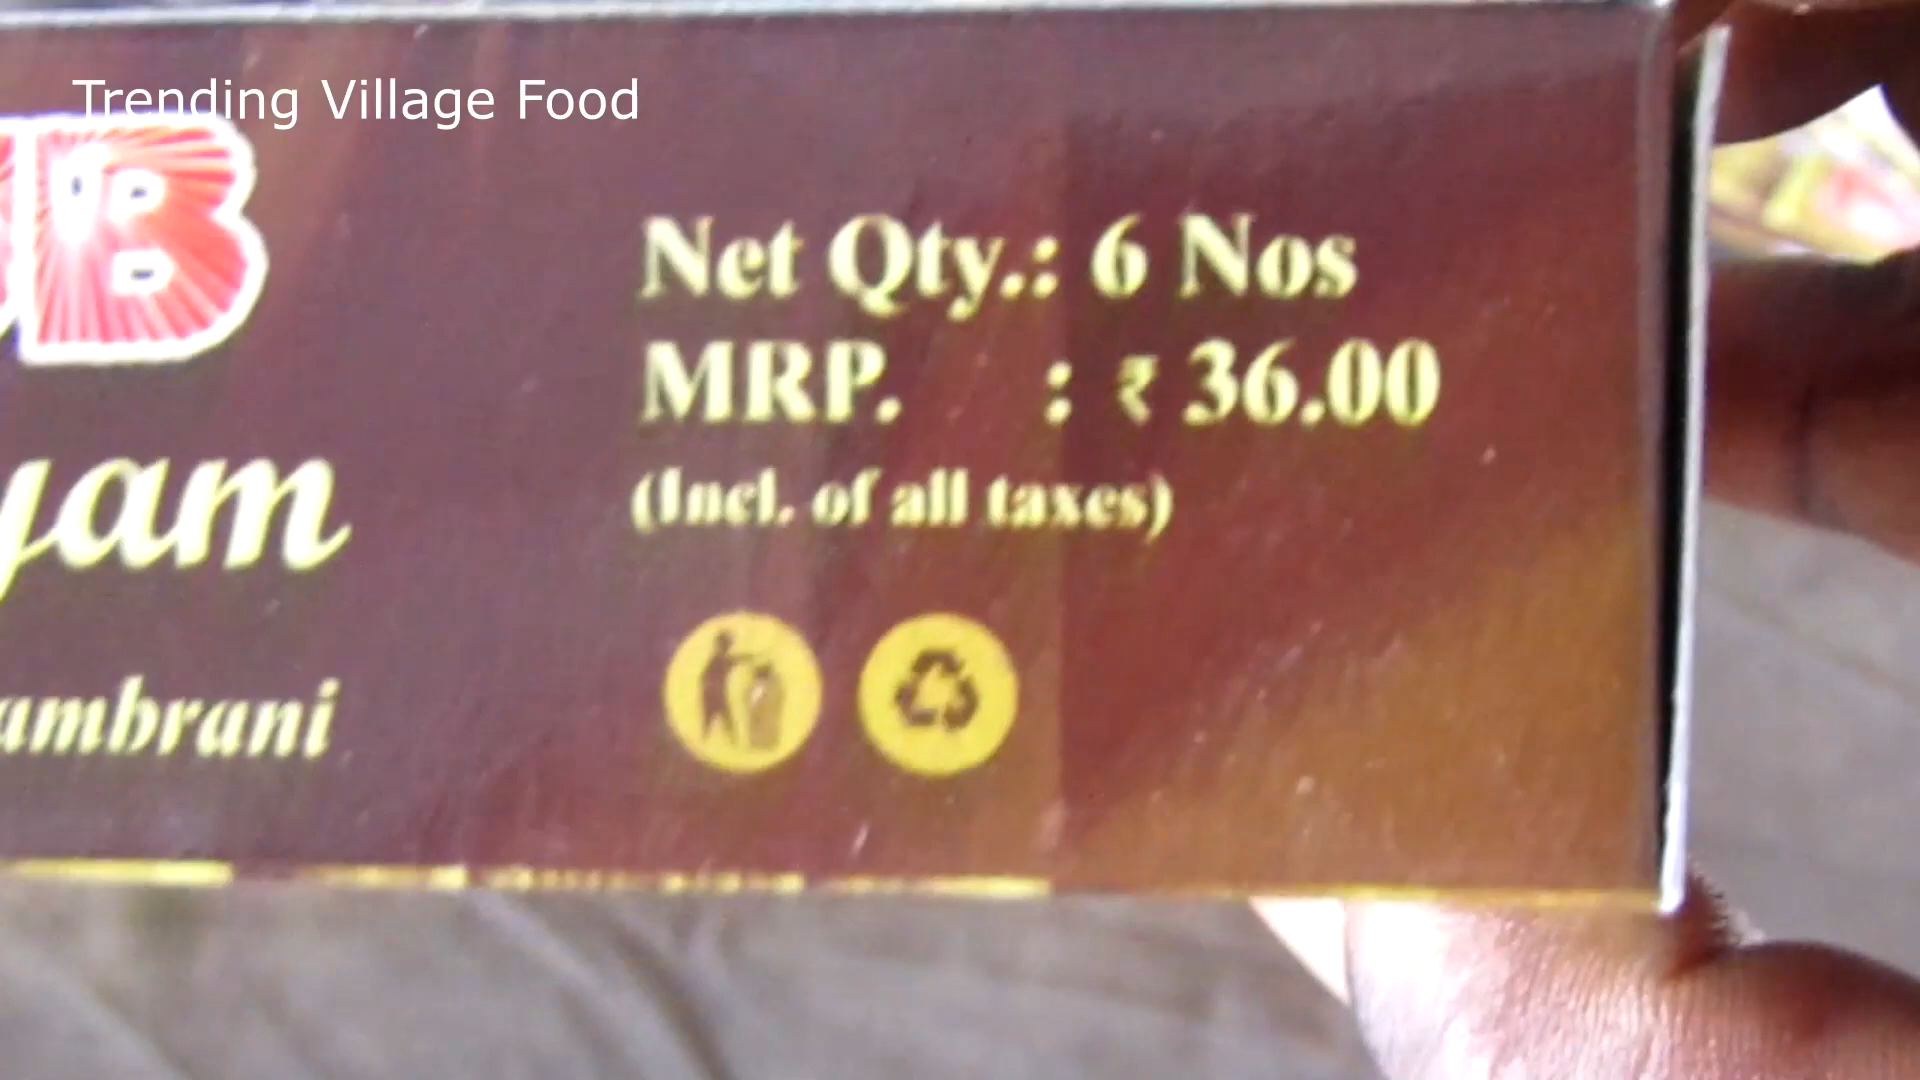 Trending Village Food
B
Net Qty.: 6 Nos
MRP. : ₹ 36.00
yam
(Incl. of all taxes)
ambrani